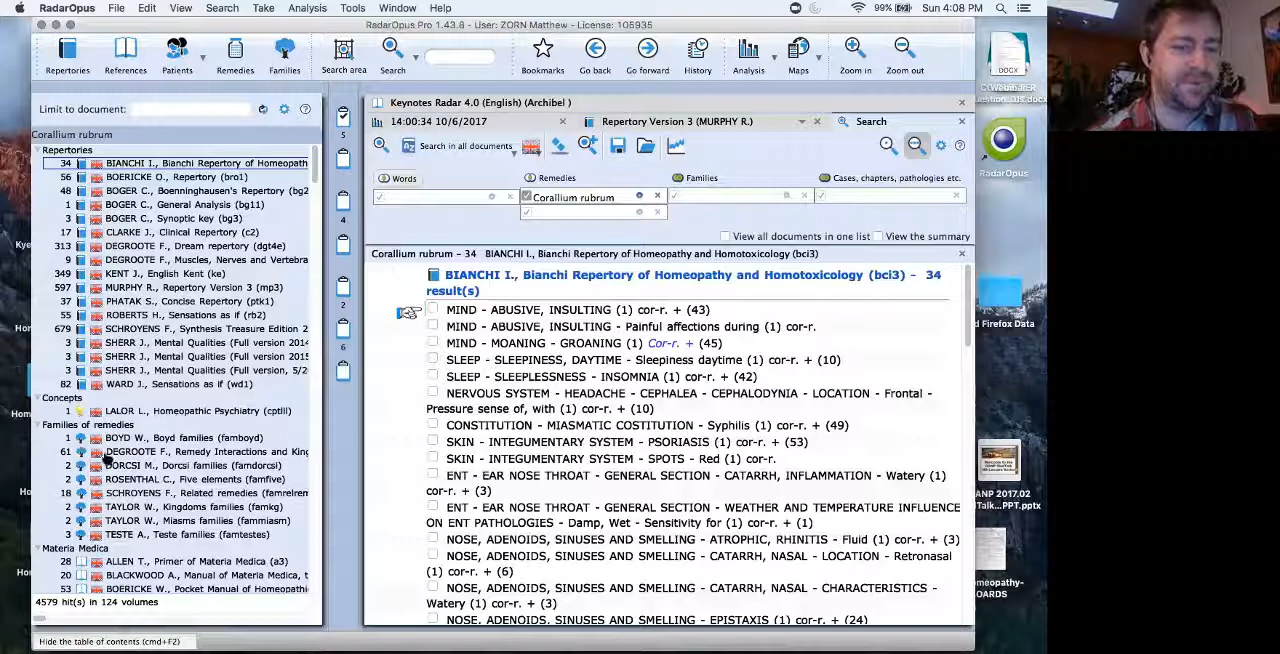 RadarOpus File Edit View Search Take Analysis Tools Window Help
99% Sun 4:08 PM
RadarOpus Pro 1.43.8 - User: ZORN Matthew - License: 105935
Repertories References Patients Remedies Families Search area Search Bookmarks Go back Go forward History Analysis Maps Zoom in Zoom out
Limit to document:
Corallium rubrum
Repertories
34 BIANCHI I., Bianchi Repertory of Homeopath
56 BOERICKE O., Repertory (bro1)
48 BOGER C., Boenninghausen's Repertory (bg2
1 BOGER C., General Analysis (bg11)
3 BOGER C., Synoptic key (bg3)
17 CLARKE J., Clinical Repertory (c2)
313 DEGROOTE F., Dream repertory (dgt4e)
9 DEGROOTE F., Muscles, Nerves and Vertebra
349 KENT J., English Kent (ke)
597 MURPHY R., Repertory Version 3 (mp3)
37 PHATAK S., Concise Repertory (ptk1)
55 ROBERTS H., Sensations as if (rb2)
679 SCHROYENS F., Synthesis Treasure Edition 2
3 SHERR J., Mental Qualities (Full version 2014
3 SHERR J., Mental Qualities (Full version 2015
3 SHERR J., Mental Qualities (Full version, 5/20
82 WARD J., Sensations as if (wd1)
Concepts
1 LALOR L., Homeopathic Psychiatry (cptlll)
Families of remedies
1 BOYD W., Boyd families (famboyd)
61 DEGROOTE F., Remedy Interactions and King
2 DORCSI M., Dorcsi families (famdorcsi)
2 ROSENTHAL C., Five elements (famfive)
18 SCHROYENS F., Related remedies (famrelrem
2 TAYLOR W., Kingdoms families (famkg)
2 TAYLOR W., Miasms families (fammiasm)
3 TESTE A., Teste families (famtestes)
Materia Medica
28 ALLEN T., Primer of Materia Medica (a3)
20 BLACKWOOD A., Manual of Materia Medica, t
53 BOERICKE W., Pocket Manual of Homeopathi
4579 hit(s) in 124 volumes
Hide the table of contents (cmd+F2)
5
4
2
6
Keynotes Radar 4.0 (English) (Archibel )
14:00:34 10/6/2017 Repertory Version 3 (MURPHY R.) Search
Search in all documents
Words Remedies Families Cases, chapters, pathologies etc.
Corallium rubrum
View all documents in one list View the summary
Corallium rubrum - 34 BIANCHI I., Bianchi Repertory of Homeopathy and Homotoxicology (bci3)
BIANCHI I., Bianchi Repertory of Homeopathy and Homotoxicology (bci3) - 34
result(s)
MIND - ABUSIVE, INSULTING (1) cor-r. + (43)
MIND - ABUSIVE, INSULTING - Painful affections during (1) cor-r.
MIND - MOANING - GROANING (1) Cor-r. + (45)
SLEEP - SLEEPINESS, DAYTIME - Sleepiness daytime (1) cor-r. + (10)
SLEEP - SLEEPLESSNESS - INSOMNIA (1) cor-r. + (42)
NERVOUS SYSTEM - HEADACHE - CEPHALEA - CEPHALODYNIA - LOCATION - Frontal -
Pressure sense of, with (1) cor-r. + (10)
CONSTITUTION - MIASMATIC COSTITUTION - Syphilis (1) cor-r. + (49)
SKIN - INTEGUMENTARY SYSTEM - PSORIASIS (1) cor-r. + (53)
SKIN - INTEGUMENTARY SYSTEM - SPOTS - Red (1) cor-r.
ENT - EAR NOSE THROAT - GENERAL SECTION - CATARRH, INFLAMMATION - Watery (1)
cor-r. + (3)
ENT - EAR NOSE THROAT - GENERAL SECTION - WEATHER AND TEMPERATURE INFLUENCE
ON ENT PATHOLOGIES - Damp, Wet - Sensitivity for (1) cor-r. + (1)
NOSE, ADENOIDS, SINUSES AND SMELLING - ATROPHIC, RHINITIS - Fluid (1) cor-r. + (3)
NOSE, ADENOIDS, SINUSES AND SMELLING - CATARRH, NASAL - LOCATION - Retronasal
(1) cor-r. + (6)
NOSE, ADENOIDS, SINUSES AND SMELLING - CATARRH, NASAL - CHARACTERISTICS -
Watery (1) cor-r. + (3)
NOSE, ADENOIDS, SINUSES AND SMELLING - EPISTAXIS (1) cor-r. + (24)
DOCX
RadarOpus
d Firefox Data
ANP 2017.02
Talk...PPT.pptx
omeopathy-
OARDS